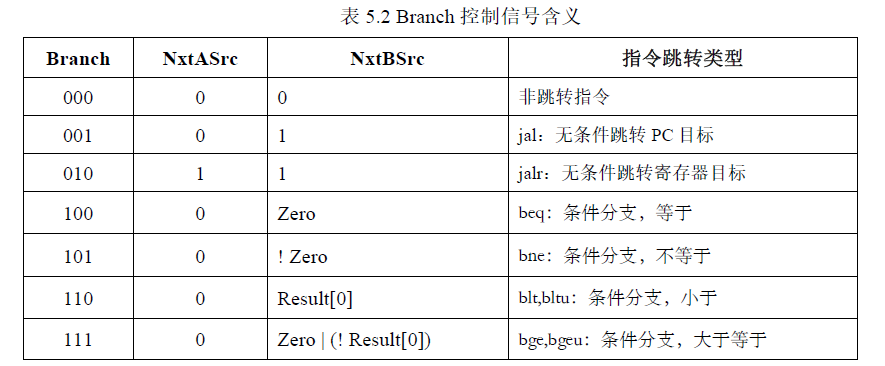 表 5.2 Branch 控制信号含义
Branch NxtASrc NxtBSrc 指令跳转类型
000 0 0 非跳转指令
001 0 1 jal：无条件跳转 PC 目标
010 1 1 jalr：无条件跳转寄存器目标
100 0 Zero beq：条件分支，等于
101 0 ! Zero bne：条件分支，不等于
110 0 Result[0] blt,bltu：条件分支，小于
111 0 Zero | (! Result[0]) bge,bgeu：条件分支，大于等于